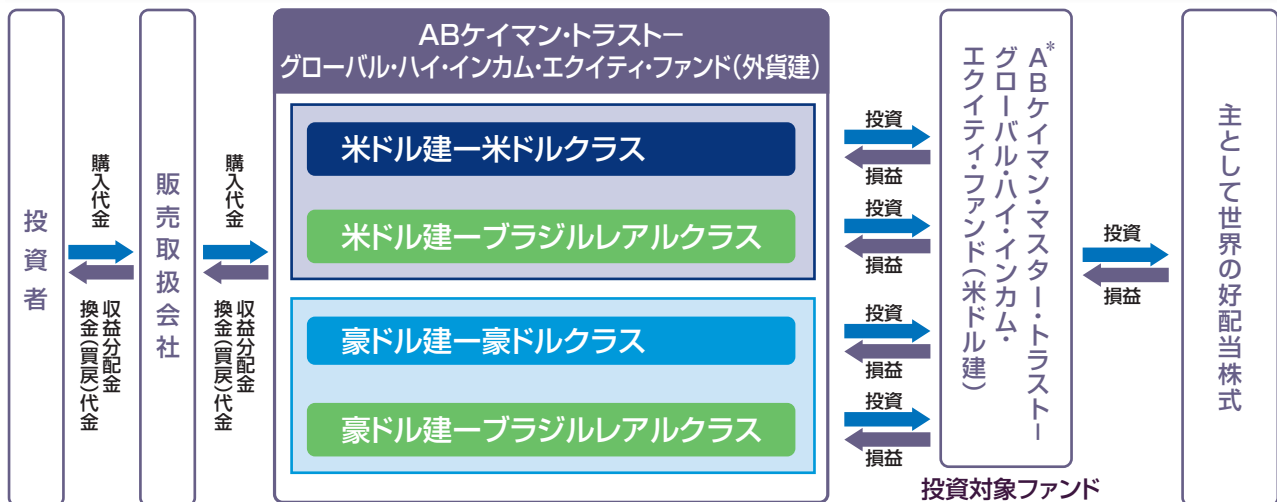 投資者
購入代金
収益分配金
換金(買戻)代金
販売取扱会社
購入代金
収益分配金
換金(買戻)代金
ABケイマン・トラストー
グローバル・ハイ・インカム・エクイティ・ファンド(外貨建)
米ドル建ー米ドルクラス
米ドル建ーブラジルレアルクラス
豪ドル建ー豪ドルクラス
豪ドル建ーブラジルレアルクラス
投資
損益
投資
損益
投資
損益
投資
損益
ABケイマン・マスター・トラストー*
グローバル・ハイ・インカム・
エクイティ・ファンド(米ドル建)
投資対象ファンド
投資
損益
主として世界の好配当株式